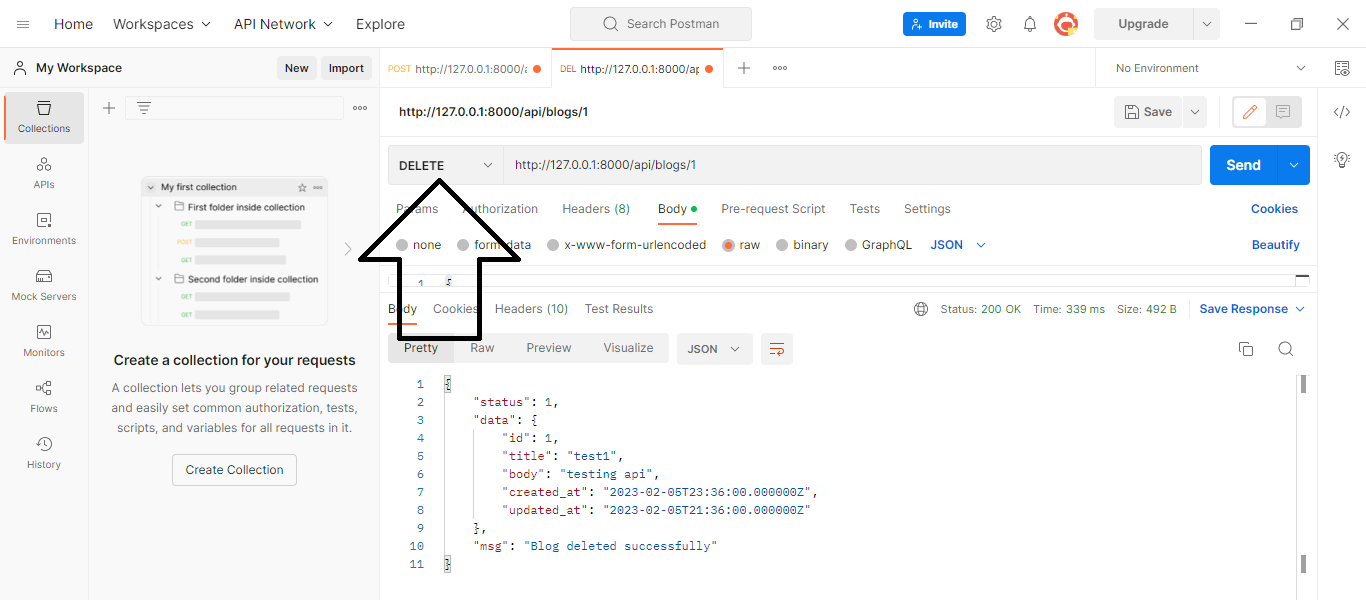 Home Workspaces API Network Explore Search Postman Invite Upgrade
My Workspace New Import POST http://127.0.0.1:8000/a DEL http://127.0.0.1:8000/ap No Environment
Collections
APIs
Environments
Mock Servers
Monitors
Flows
History
My first collection
First folder inside collection
GET
POST
GET
Second folder inside collection
GET
GET
Create a collection for your requests
A collection lets you group related requests
and easily set common authorization, tests,
scripts, and variables for all requests in it.
Create Collection
http://127.0.0.1:8000/api/blogs/1 Save
DELETE http://127.0.0.1:8000/api/blogs/1 Send
Params Authorization Headers (8) Body Pre-request Script Tests Settings Cookies
none form-data x-www-form-urlencoded raw binary GraphQL JSON Beautify
1 {
Body Cookies Headers (10) Test Results Status: 200 OK Time: 339 ms Size: 492 B Save Response
Pretty Raw Preview Visualize JSON
1 {
2 "status": 1,
3 "data": {
4 "id": 1,
5 "title": "test1",
6 "body": "testing api",
7 "created_at": "2023-02-05T23:36:00.000000Z",
8 "updated_at": "2023-02-05T21:36:00.000000Z"
9 },
10 "msg": "Blog deleted successfully"
11 }